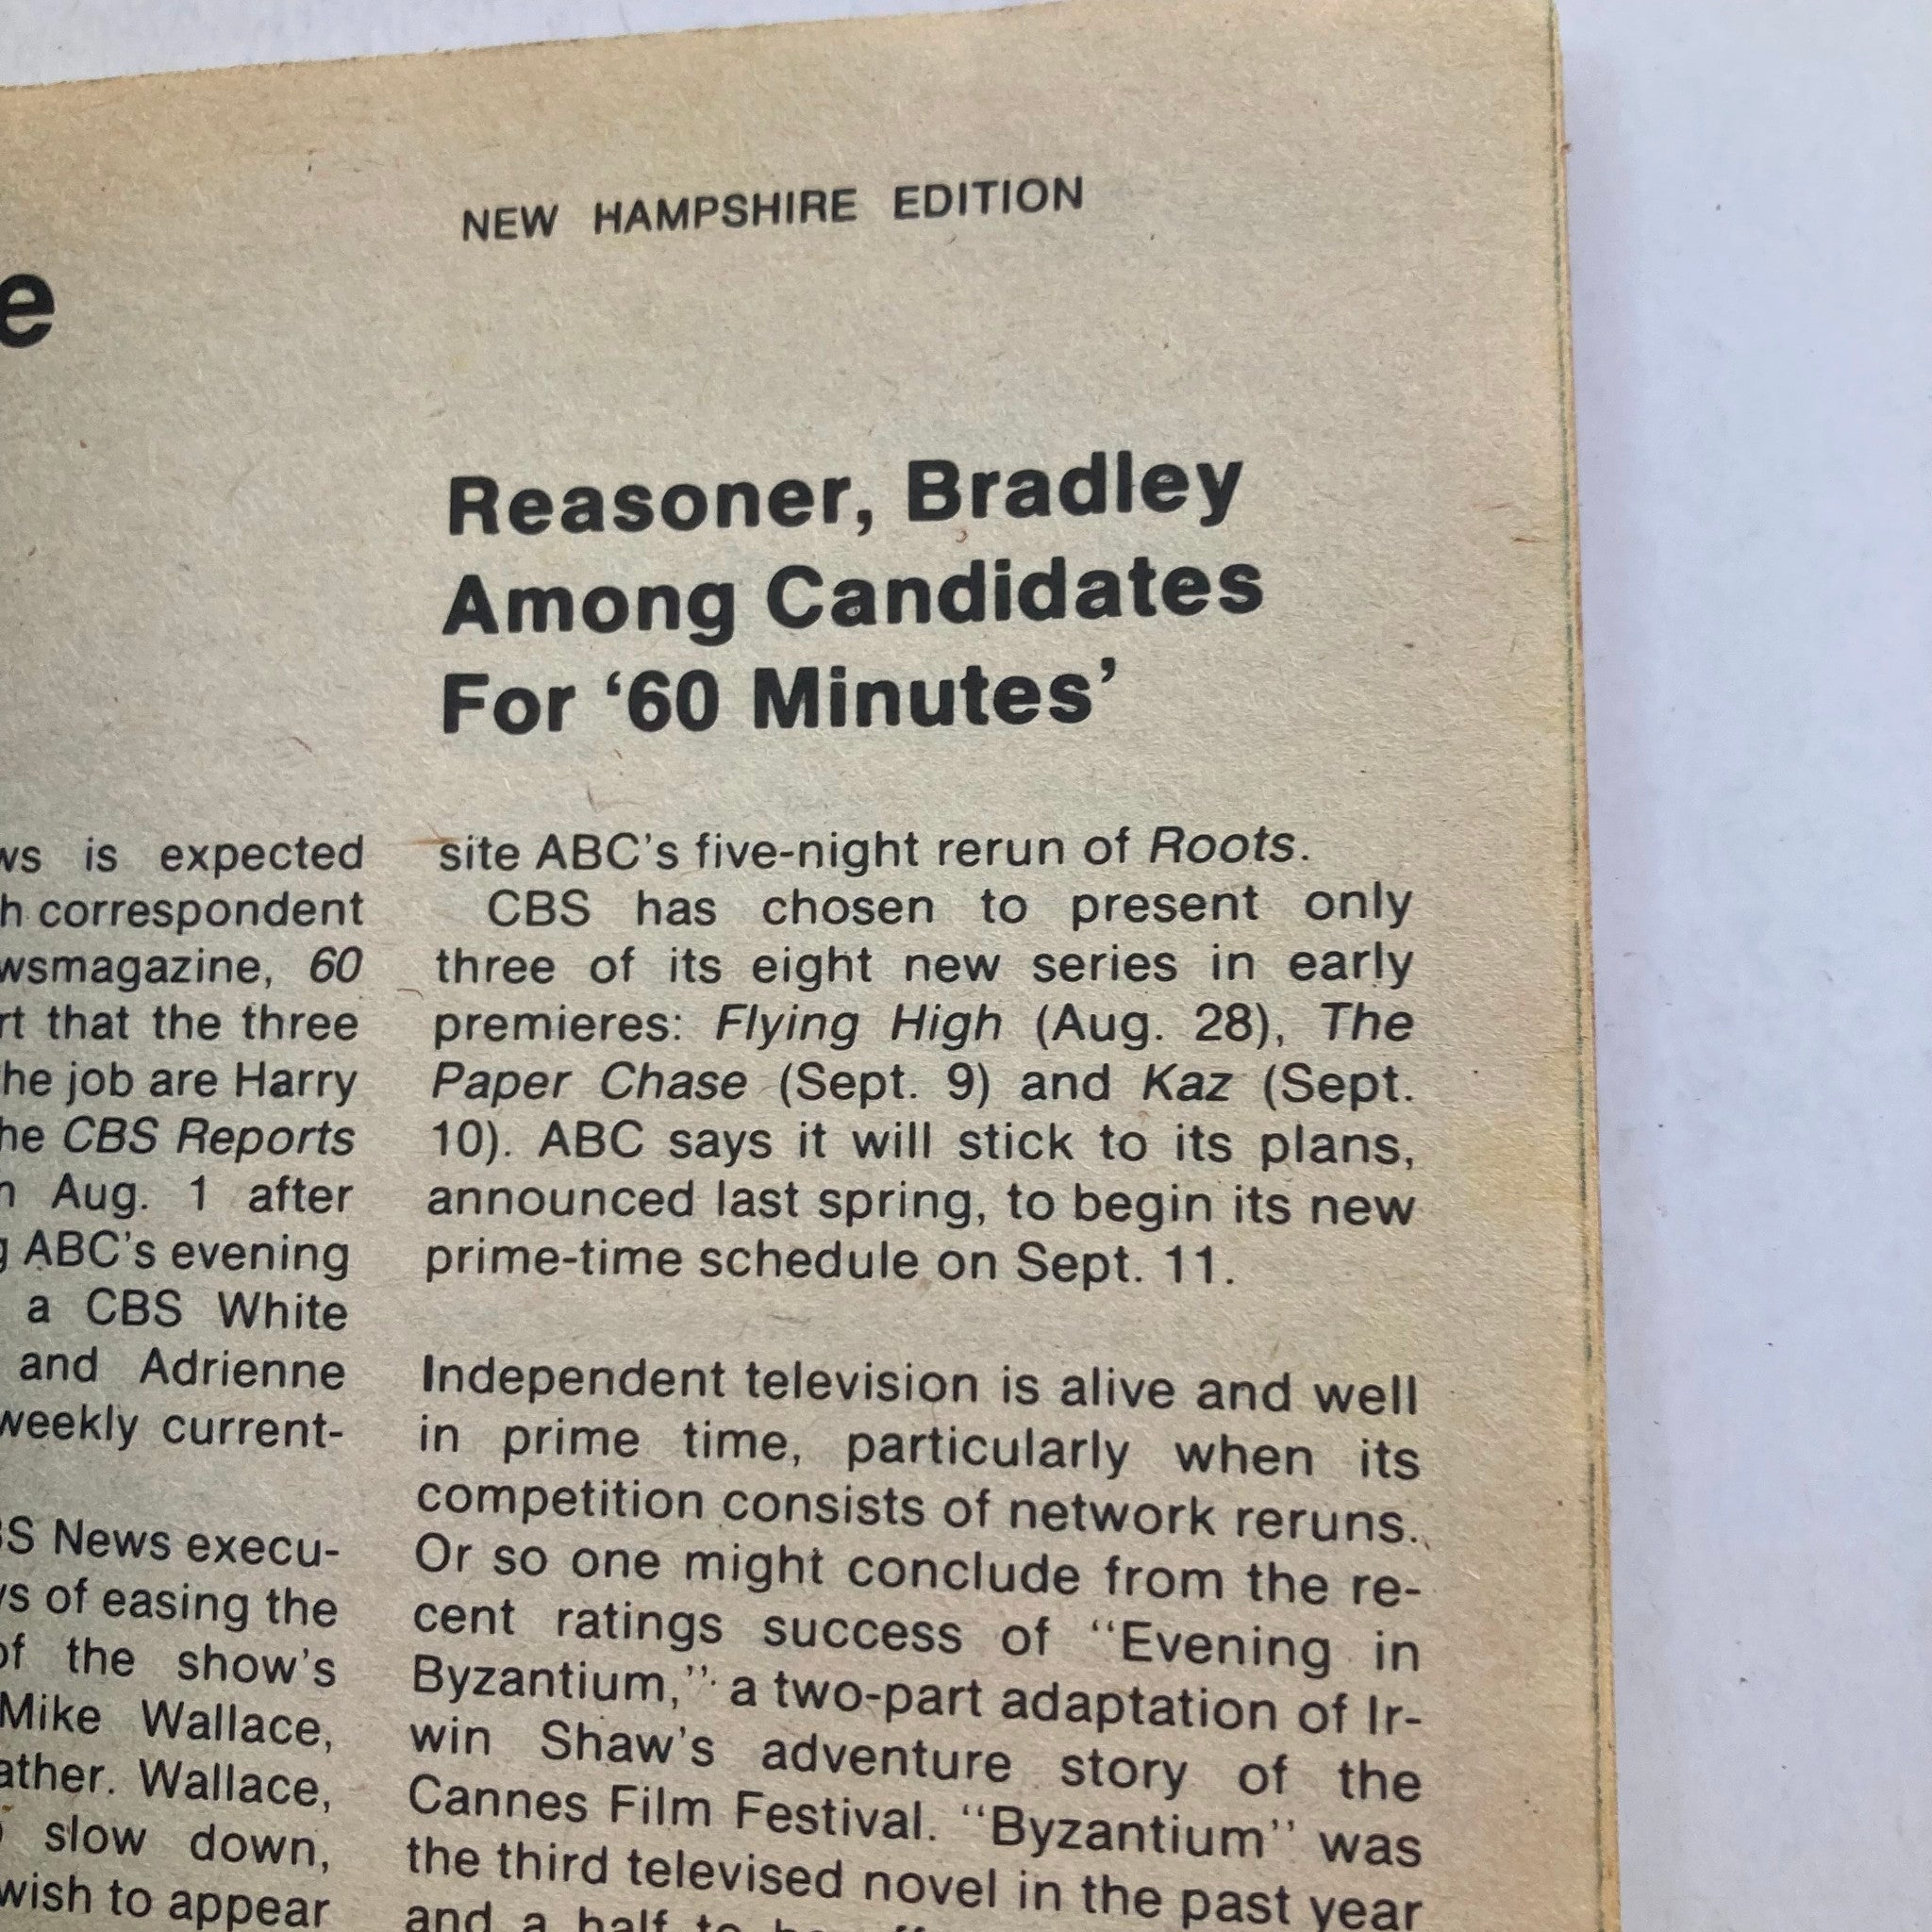 NEW HAMPSHIRE EDITION
Reasoner, Bradley
Among Candidates
For ‘60 Minutes’
is expected
correspondent
60
that the three
job are Harry
CBS Reports
Aug. 1 after
ABC’s evening
a CBS White
and Adrienne
weekly current-
News execu-
of easing the
of the show’s
Mike Wallace,
Wallace,
slow down,
wish to appear
site ABC’s five-night rerun of Roots.
CBS has chosen to present only
three of its eight new series in early
premieres: Flying High (Aug. 28), The
Paper Chase (Sept. 9) and Kaz (Sept.
10). ABC says it will stick to its plans,
announced last spring, to begin its new
prime-time schedule on Sept. 11.
Independent television is alive and well
in prime time, particularly when its
competition consists of network reruns.
Or so one might conclude from the re-
cent ratings success of “Evening in
Byzantium,” a two-part adaptation of Ir-
win Shaw’s adventure story of the
Cannes Film Festival. “Byzantium” was
the third televised novel in the past year
and a half to